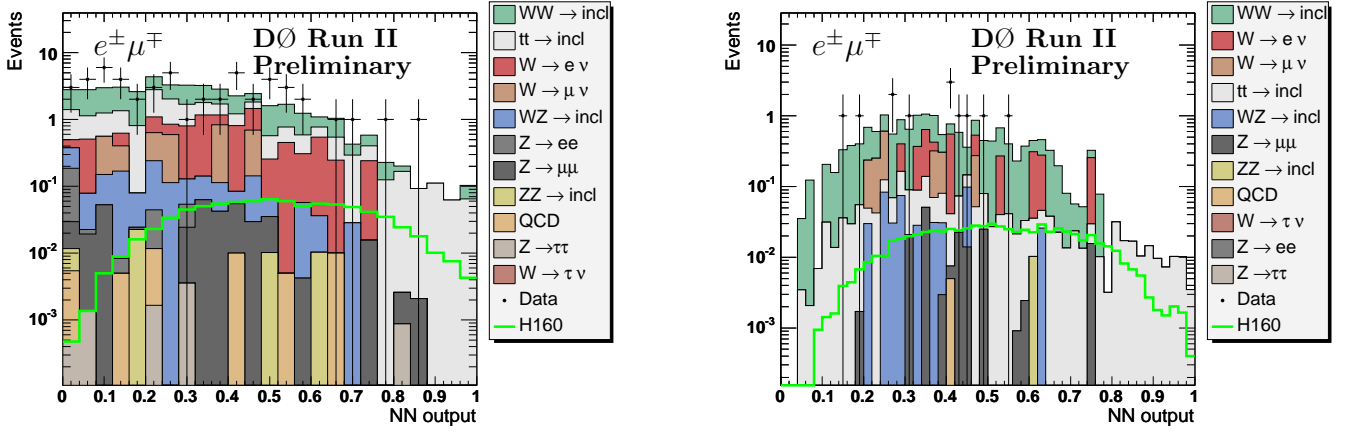 Events
10
1
10⁻¹
10⁻²
10⁻³
e±μ∓
DØ Run II
Preliminary
0 0.1 0.2 0.3 0.4 0.5 0.6 0.7 0.8 0.9 1
NN output
WW → incl
tt → incl
W → e ν
W → μ ν
WZ → incl
Z → ee
Z → μμ
ZZ → incl
QCD
Z → ττ
W → τ ν
Data
H160
Events
10
1
10⁻¹
10⁻²
10⁻³
e±μ∓
DØ Run II
Preliminary
0 0.1 0.2 0.3 0.4 0.5 0.6 0.7 0.8 0.9 1
NN output
WW → incl
W → e ν
W → μ ν
tt → incl
WZ → incl
Z → μμ
ZZ → incl
QCD
W → τ ν
Z → ee
Z → ττ
Data
H160